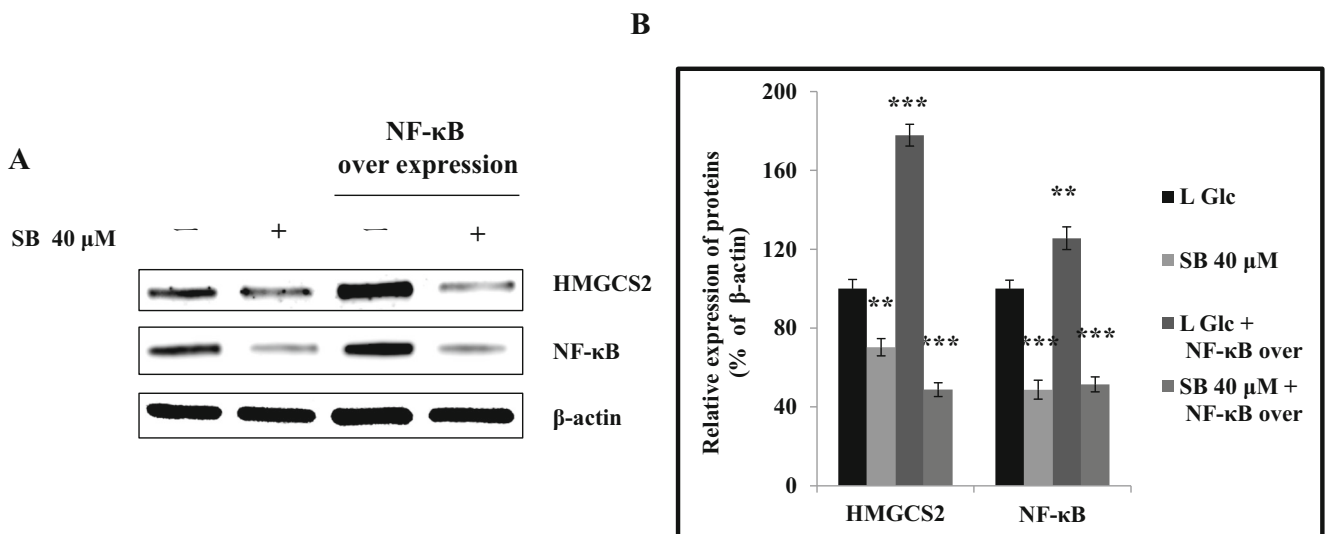 A
NF-κB
over expression
SB 40 μM — + — +
HMGCS2
NF-κB
β-actin
B
Relative expression of proteins
(% of β-actin)
200
160
120
80
40
0
***
**
***
**
***
***
HMGCS2
NF-κB
L Glc
SB 40 μM
L Glc +
NF-κB over
SB 40 μM +
NF-κB over